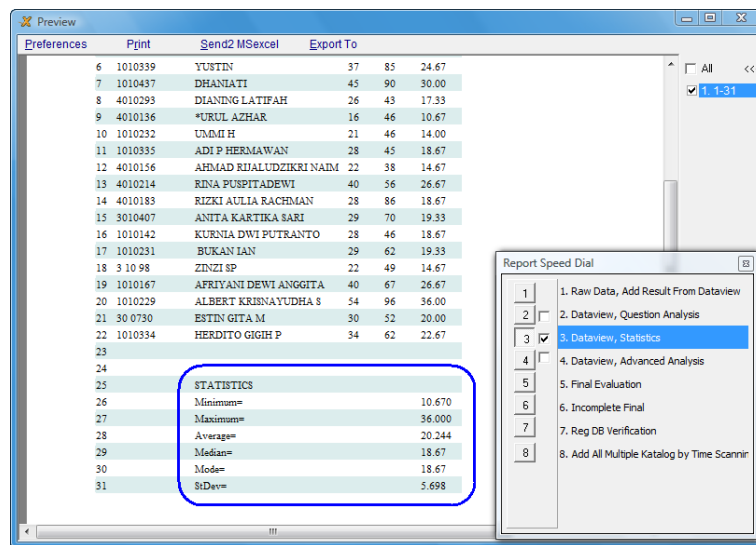 Preview
Preferences Print Send2 MSexcel Export To
6 1010339 YUSTIN 37 85 24.67
7 1010437 DHANIATI 45 90 30.00
8 4010293 DIANING LATIFAH 26 43 17.33
9 4010136 *URUL AZHAR 16 46 10.67
10 1010232 UMMI H 21 46 14.00
11 1010335 ADI P HERMAWAN 28 45 18.67
12 4010156 AHMAD RIJALUDZIKRI NAIM 22 38 14.67
13 4010214 RINA PUSPITADEWI 40 56 26.67
14 4010183 RIZKI AULIA RACHMAN 28 86 18.67
15 3010407 ANITA KARTIKA SARI 29 70 19.33
16 1010142 KURNIA DWI PUTRANTO 28 46 18.67
17 1010231 BUKAN IAN 29 62 19.33
18 3 10 98 ZINZI SP 22 49 14.67
19 1010167 AFRIYANI DEWI ANGGITA 40 67 26.67
20 1010229 ALBERT KRISNAYUDHA S 54 96 36.00
21 30 0730 ESTIN GITA M 30 52 20.00
22 1010334 HERDITO GIGIH P 34 62 22.67
23
24
25 STATISTICS
26 Minimum= 10.670
27 Maximum= 36.000
28 Average= 20.244
29 Median= 18.67
30 Mode= 18.67
31 StDev= 5.698
All <<
1. 1-31
Report Speed Dial
1 1. Raw Data, Add Result From Dataview
2 2. Dataview, Question Analysis
3 3. Dataview, Statistics
4 4. Dataview, Advanced Analysis
5 5. Final Evaluation
6 6. Incomplete Final
7 7. Reg DB Verification
8 8. Add All Multiple Katalog by Time Scannin